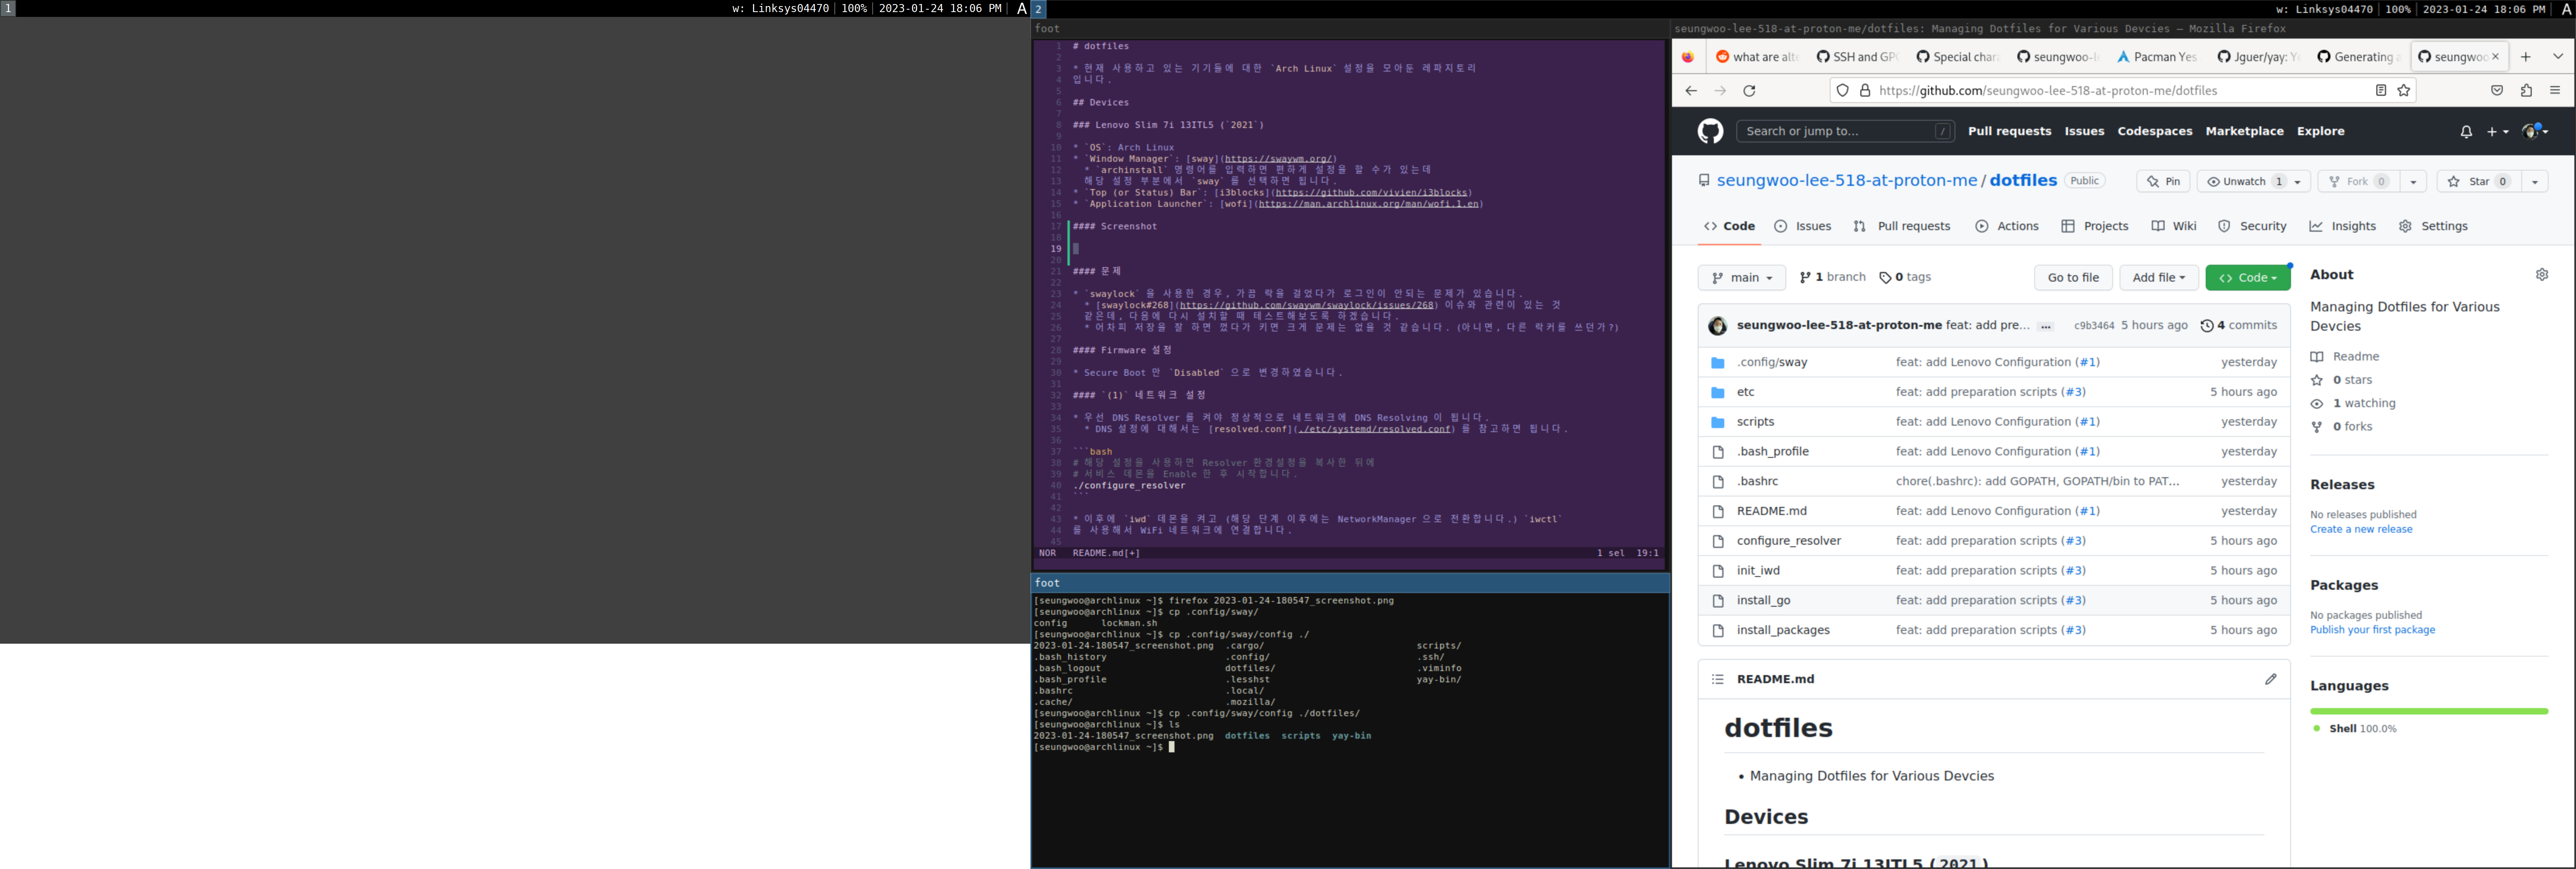 1
w: Linksys04470 100% 2023-01-24 18:06 PM A
2
w: Linksys04470 100% 2023-01-24 18:06 PM A
foot
1 # dotfiles
2
3 * 현재 사용하고 있는 기기들에 대한 `Arch Linux` 설정을 모아둔 레파지토리
4 입니다.
5
6 ## Devices
7
8 ### Lenovo Slim 7i 13ITL5 (`2021`)
9
10 * `OS`: Arch Linux
11 * `Window Manager`: [sway](https://swaywm.org/)
12 * `archinstall` 명령어를 입력하면 편하게 설정을 할 수가 있는데
13 해당 설정 부분에서 `sway` 를 선택하면 됩니다.
14 * `Top (or Status) Bar`: [i3blocks](https://github.com/vivien/i3blocks)
15 * `Application Launcher`: [wofi](https://man.archlinux.org/man/wofi.1.en)
16
17 #### Screenshot
18
19
20
21 #### 문제
22
23 * `swaylock` 을 사용한 경우, 가끔 락을 걸었다가 로그인이 안되는 문제가 있습니다.
24 * [swaylock#268](https://github.com/swaywm/swaylock/issues/268) 이슈와 관련이 있는 것
25 같은데, 다음에 다시 설치할 때 테스트해보도록 하겠습니다.
26 * 어차피 저장을 잘 하면 껐다가 키면 크게 문제는 없을 것 같습니다. (아니면, 다른 락커를 쓰던가?)
27
28 #### Firmware 설정
29
30 * Secure Boot 만 `Disabled` 으로 변경하였습니다.
31
32 #### `(1)` 네트워크 설정
33
34 * 우선 DNS Resolver 를 켜야 정상적으로 네트워크에 DNS Resolving 이 됩니다.
35 * DNS 설정에 대해서는 [resolved.conf](./etc/systemd/resolved.conf) 를 참고하면 됩니다.
36
37 ```bash
38 # 해당 설정을 사용하면 Resolver 환경설정을 복사한 뒤에
39 # 서비스 데몬을 Enable 한 후 시작합니다.
40 ./configure_resolver
41 ```
42
43 * 이후에 `iwd` 데몬을 켜고 (해당 단계 이후에는 NetworkManager 으로 전환합니다.) `iwctl`
44 를 사용해서 WiFi 네트워크에 연결합니다.
45
NOR README.md[+] 1 sel 19:1
foot
[seungwoo@archlinux ~]$ firefox 2023-01-24-180547_screenshot.png
[seungwoo@archlinux ~]$ cp .config/sway/
config lockman.sh
[seungwoo@archlinux ~]$ cp .config/sway/config ./
2023-01-24-180547_screenshot.png .cargo/ scripts/
.bash_history .config/ .ssh/
.bash_logout dotfiles/ .viminfo
.bash_profile .lesshst yay-bin/
.bashrc .local/
.cache/ .mozilla/
[seungwoo@archlinux ~]$ cp .config/sway/config ./dotfiles/
[seungwoo@archlinux ~]$ ls
2023-01-24-180547_screenshot.png dotfiles scripts yay-bin
[seungwoo@archlinux ~]$
seungwoo-lee-518-at-proton-me/dotfiles: Managing Dotfiles for Various Devcies — Mozilla Firefox
what are alte SSH and GPG Special char seungwoo-l Pacman Yes Jguer/yay: Y Generating a seungwoo
https://github.com/seungwoo-lee-518-at-proton-me/dotfiles
Search or jump to... / Pull requests Issues Codespaces Marketplace Explore
seungwoo-lee-518-at-proton-me / dotfiles Public Pin Unwatch 1 Fork 0 Star 0
Code Issues Pull requests Actions Projects Wiki Security Insights Settings
main 1 branch 0 tags Go to file Add file Code
seungwoo-lee-518-at-proton-me feat: add pre... ... c9b3464 5 hours ago 4 commits
.config/sway feat: add Lenovo Configuration (#1) yesterday
etc feat: add preparation scripts (#3) 5 hours ago
scripts feat: add Lenovo Configuration (#1) yesterday
.bash_profile feat: add Lenovo Configuration (#1) yesterday
.bashrc chore(.bashrc): add GOPATH, GOPATH/bin to PAT... yesterday
README.md feat: add Lenovo Configuration (#1) yesterday
configure_resolver feat: add preparation scripts (#3) 5 hours ago
init_iwd feat: add preparation scripts (#3) 5 hours ago
install_go feat: add preparation scripts (#3) 5 hours ago
install_packages feat: add preparation scripts (#3) 5 hours ago
README.md
dotfiles
• Managing Dotfiles for Various Devcies
Devices
Lenovo Slim 7i 13ITL5 (2021)
About
Managing Dotfiles for Various
Devcies
Readme
0 stars
1 watching
0 forks
Releases
No releases published
Create a new release
Packages
No packages published
Publish your first package
Languages
Shell 100.0%